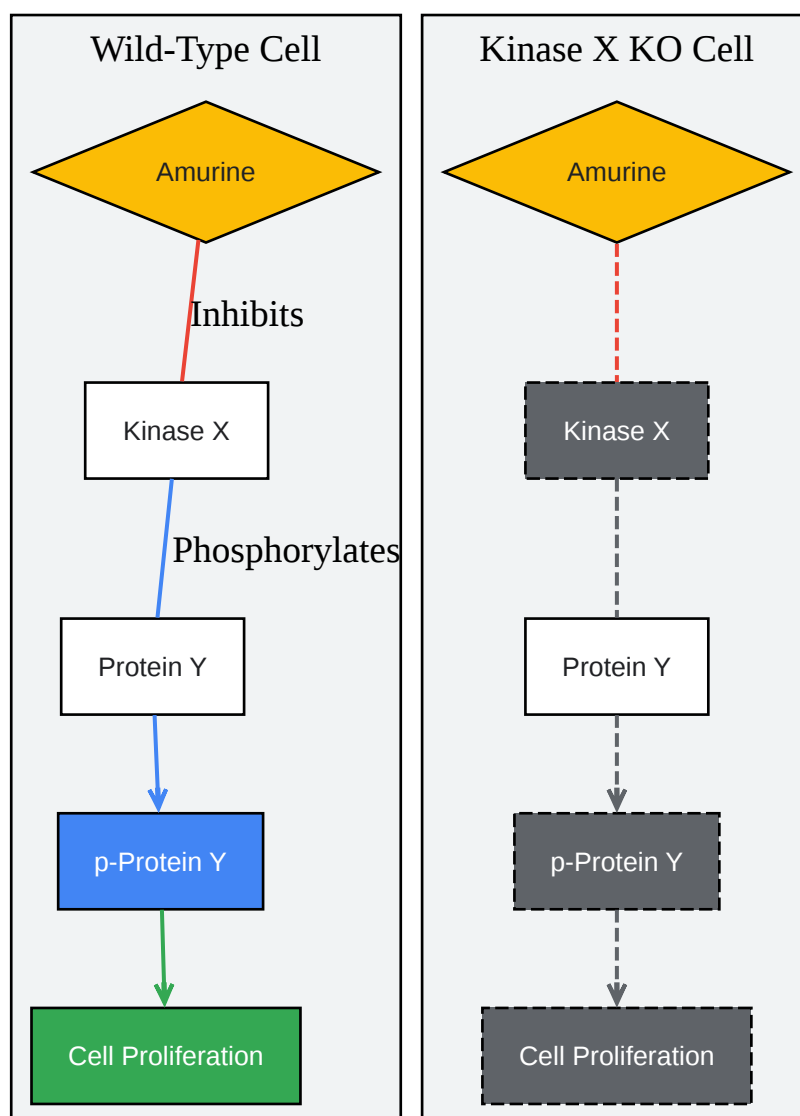 Wild-Type Cell
Amurine
Inhibits
Kinase X
Phosphorylates
Protein Y
p-Protein Y
Cell Proliferation
Kinase X KO Cell
Amurine
Kinase X
Protein Y
p-Protein Y
Cell Proliferation